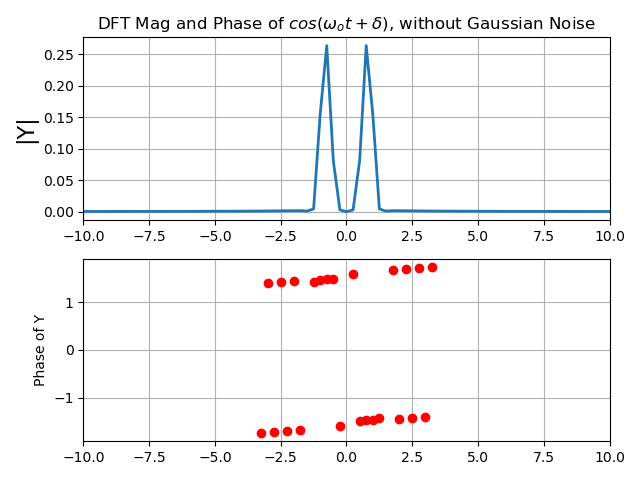 DFT Mag and Phase of cos(ω₀t + δ), without Gaussian Noise
|Y|
0.25
0.20
0.15
0.10
0.05
0.00
−10.0 −7.5 −5.0 −2.5 0.0 2.5 5.0 7.5 10.0
Phase of Y
1
0
−1
−10.0 −7.5 −5.0 −2.5 0.0 2.5 5.0 7.5 10.0